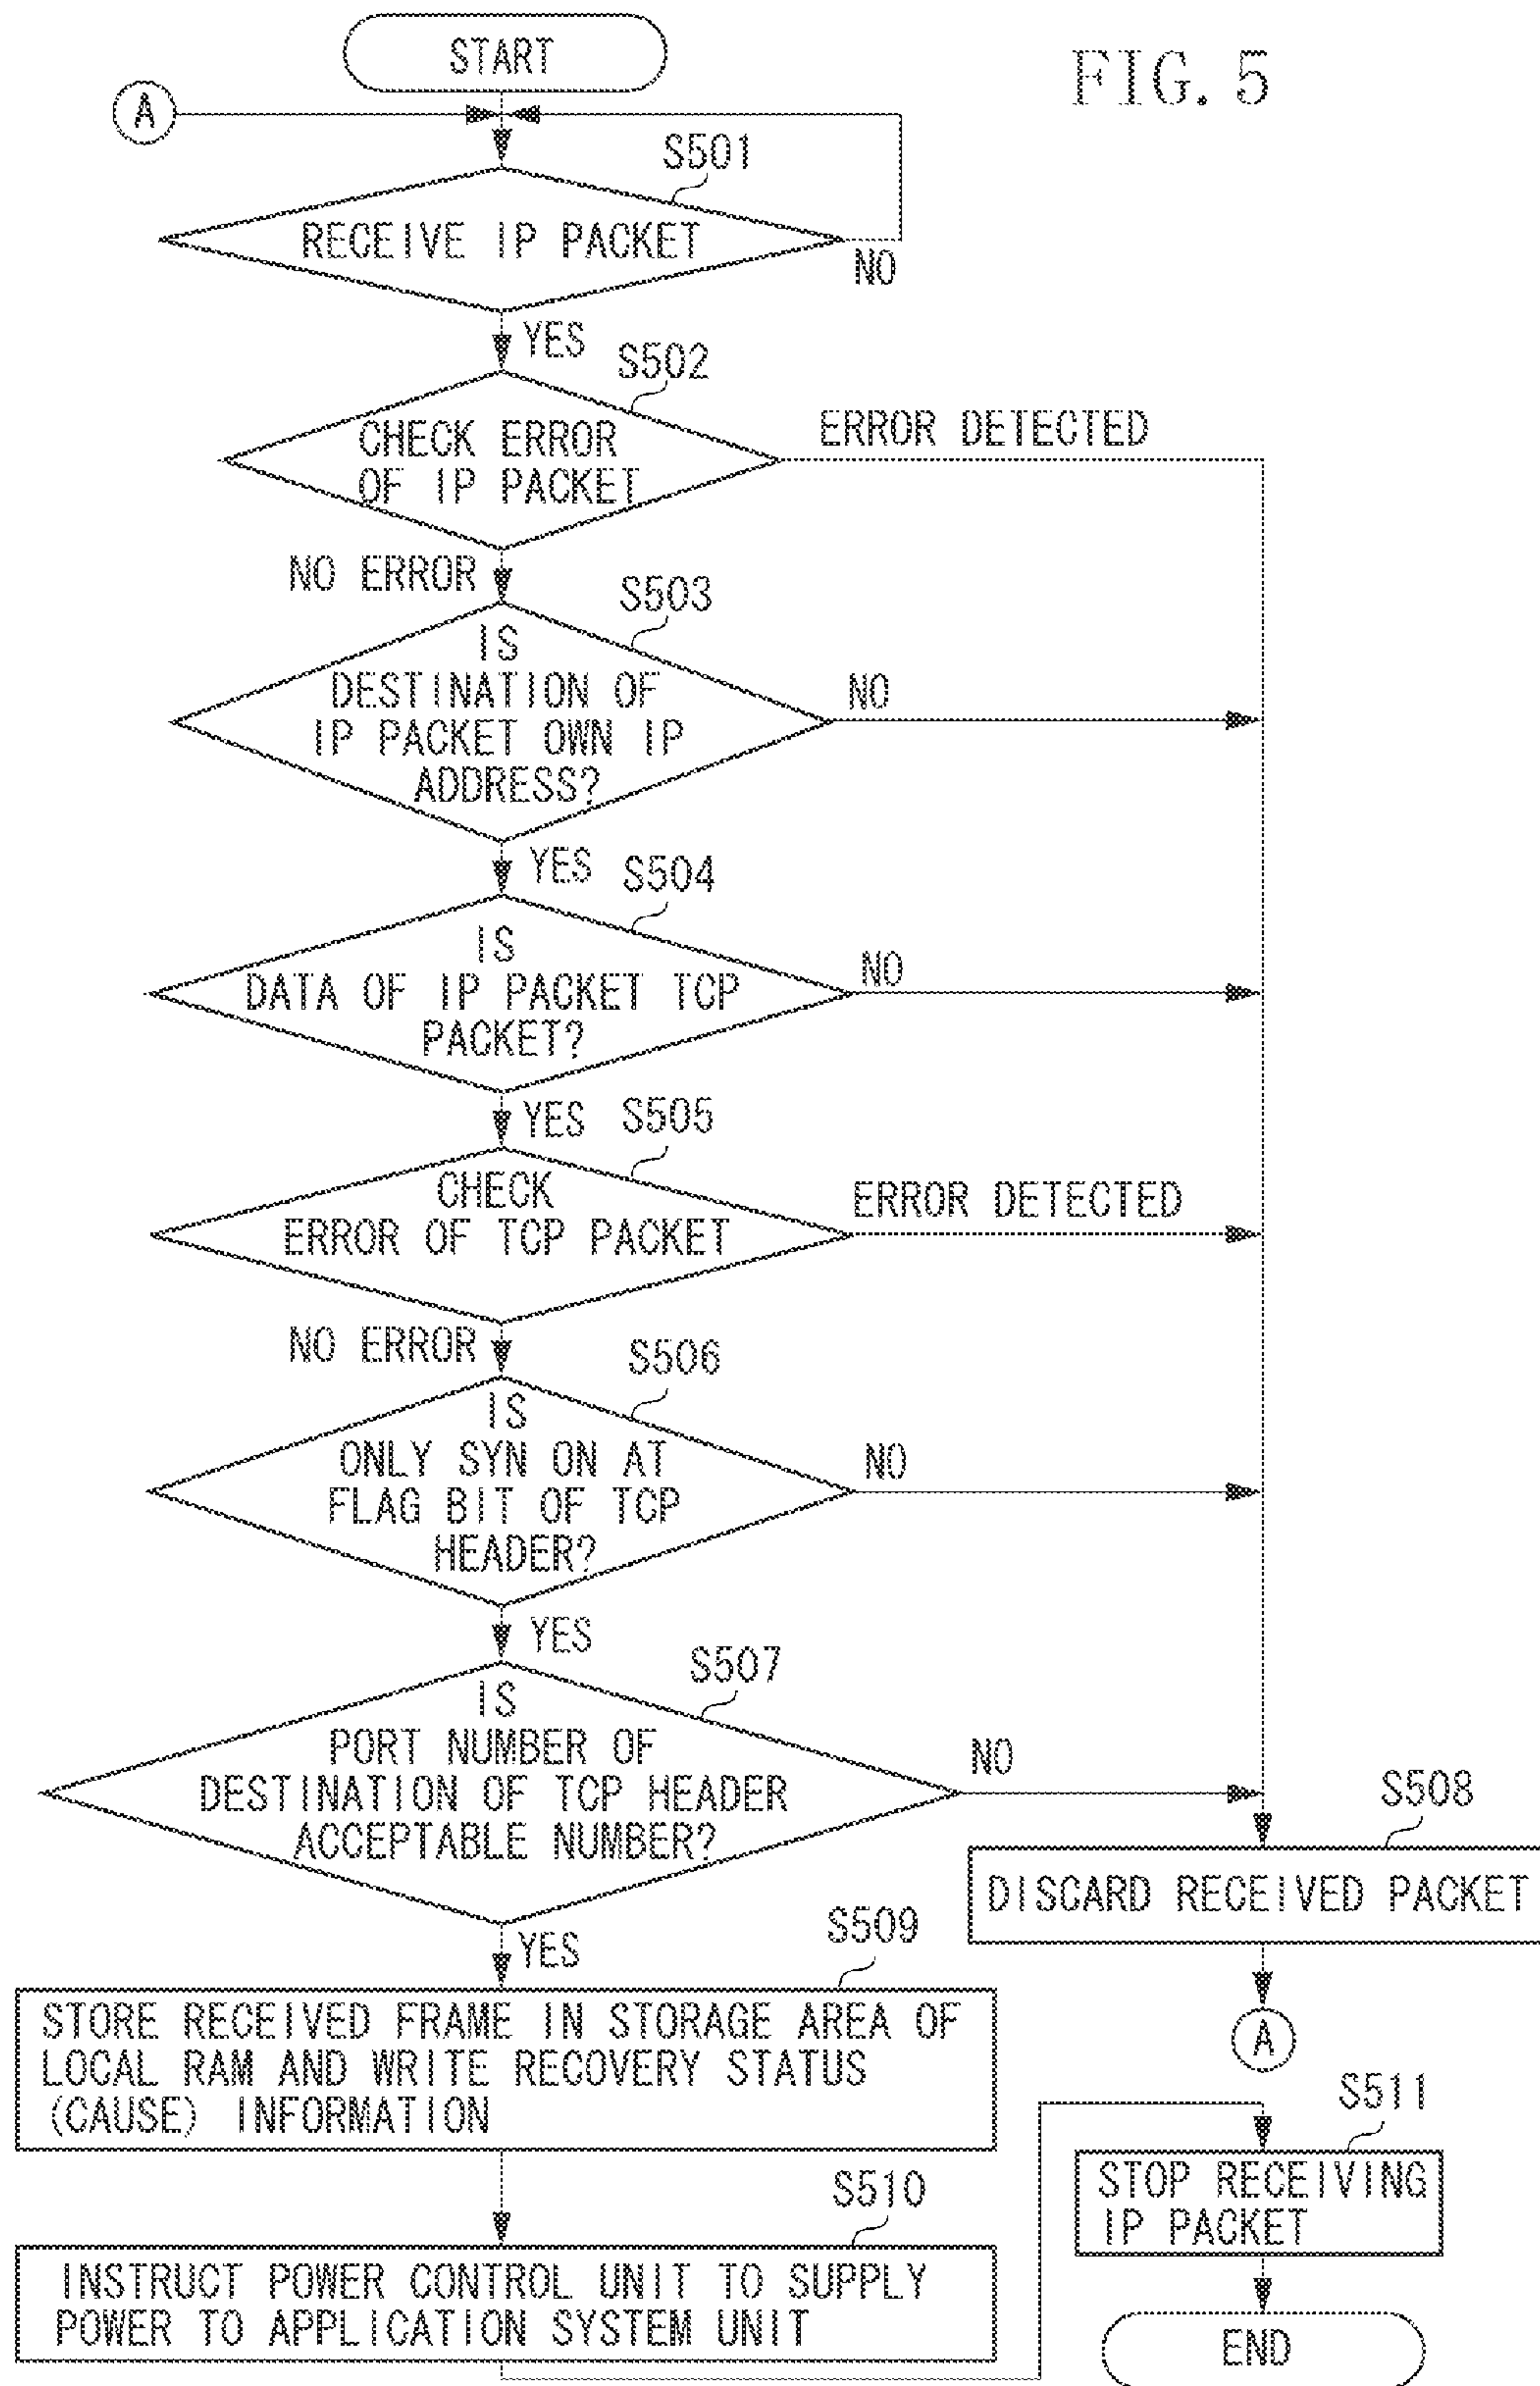 START
FIG. 5
A
S501
RECEIVE IP PACKET
NO
YES
S502
ERROR DETECTED
CHECK ERROR
OF IP PACKET
NO ERROR
S503
IS
DESTINATION OF
IP PACKET OWN IP
ADDRESS?
NO
YES
S504
IS
DATA OF IP PACKET TCP
PACKET?
NO
YES
S505
CHECK
ERROR OF TCP PACKET
ERROR DETECTED
NO ERROR
S506
IS
ONLY SYN ON AT
FLAG BIT OF TCP
HEADER?
NO
YES
S507
IS
PORT NUMBER OF
DESTINATION OF TCP HEADER
ACCEPTABLE NUMBER?
NO
S508
DISCARD RECEIVED PACKET
A
YES
S509
STORE RECEIVED FRAME IN STORAGE AREA OF
LOCAL RAM AND WRITE RECOVERY STATUS
(CAUSE) INFORMATION
S510
INSTRUCT POWER CONTROL UNIT TO SUPPLY
POWER TO APPLICATION SYSTEM UNIT
S511
STOP RECEIVING
IP PACKET
END